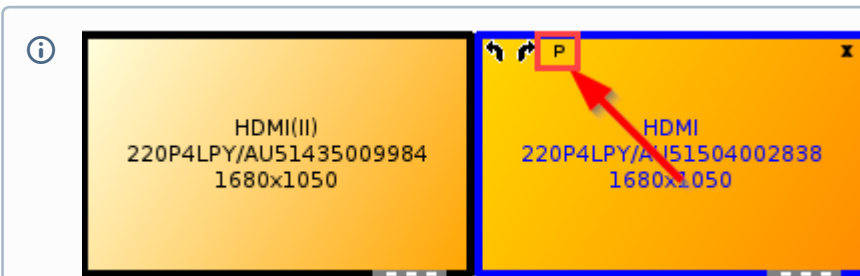 P
x
HDMI(II)
220P4LPY/AU51435009984
1680x1050
HDMI
220P4LPY/AU51504002838
1680x1050